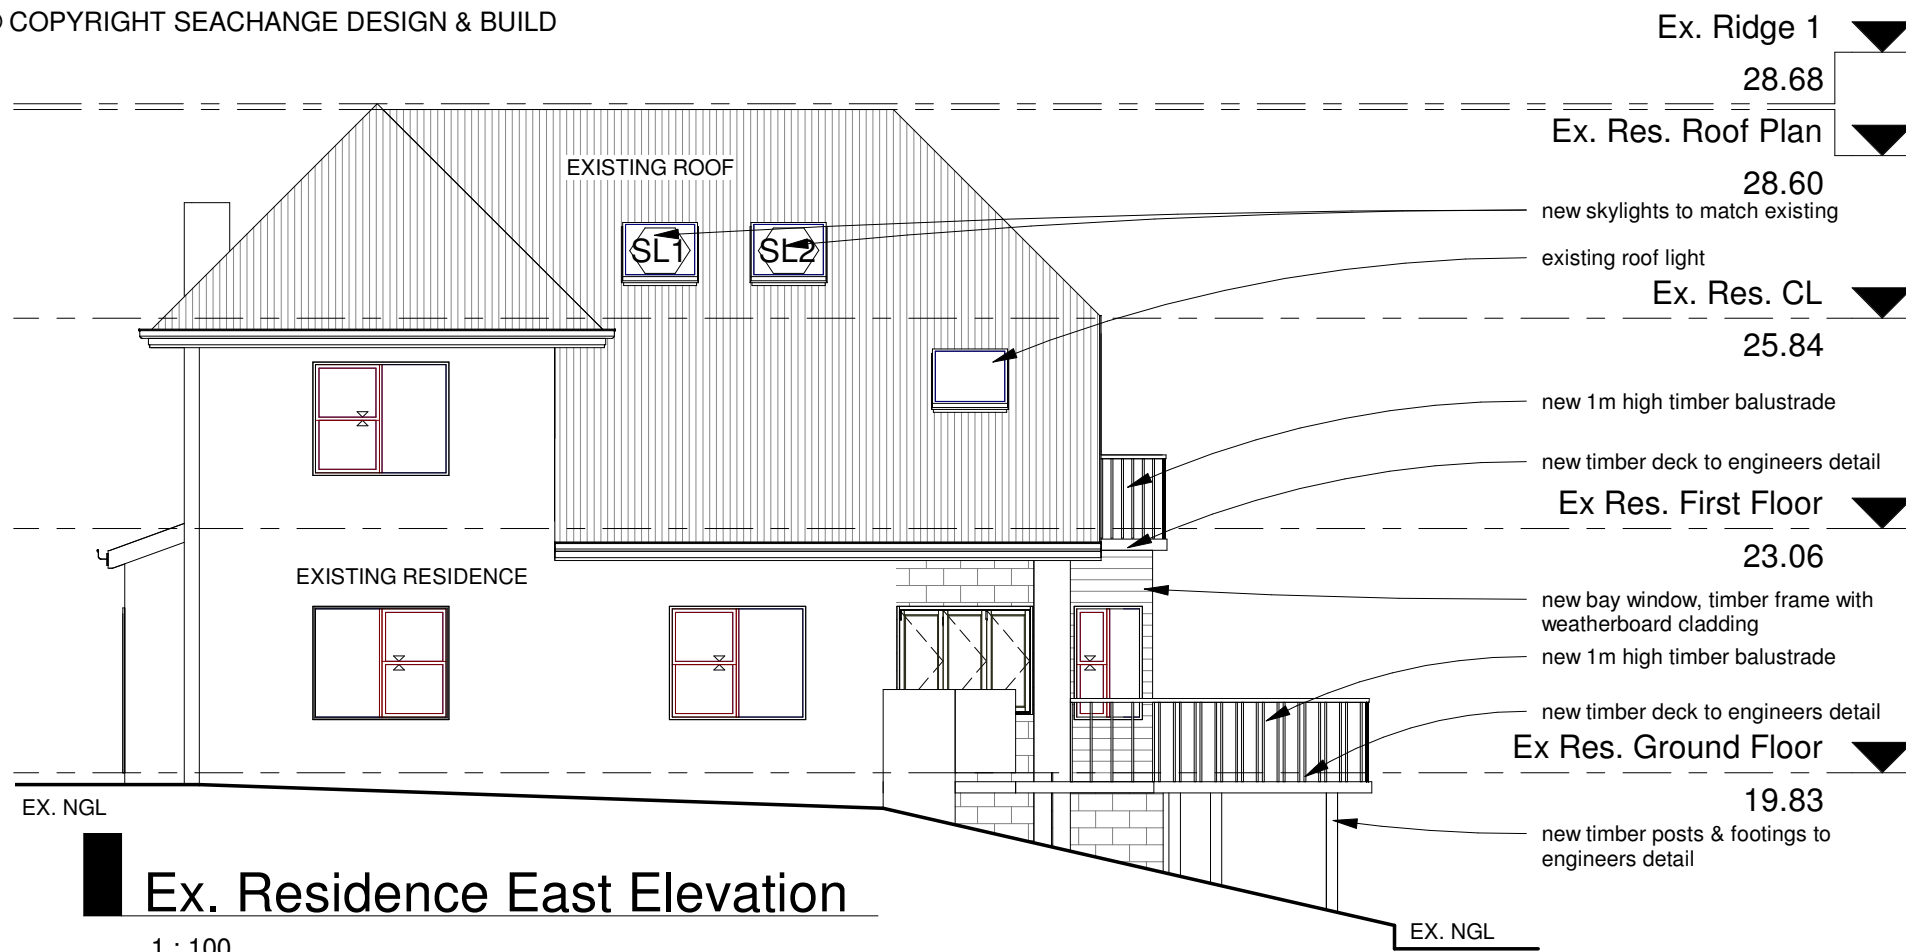 © COPYRIGHT SEACHANGE DESIGN & BUILD
Ex. Ridge 1
28.68
Ex. Res. Roof Plan
28.60
EXISTING ROOF
new skylights to match existing
SL1
SL2
existing roof light
Ex. Res. CL
25.84
new 1m high timber balustrade
new timber deck to engineers detail
Ex Res. First Floor
23.06
EXISTING RESIDENCE
new bay window, timber frame with
weatherboard cladding
new 1m high timber balustrade
new timber deck to engineers detail
Ex Res. Ground Floor
19.83
EX. NGL
new timber posts & footings to
engineers detail
Ex. Residence East Elevation
EX. NGL
1 : 100